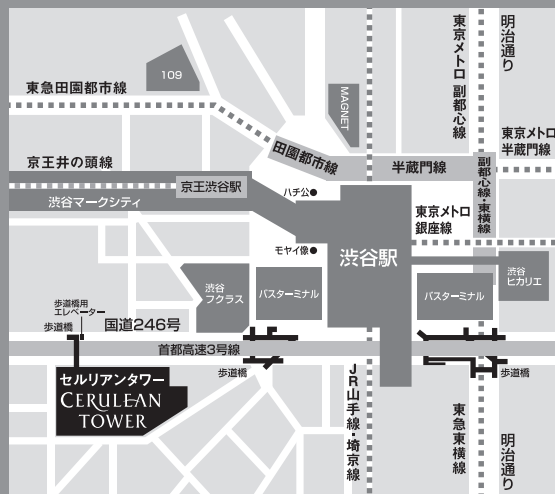 東京メトロ 副都心線
明治通り
109
MAGNET
東急田園都市線
東京メトロ
半蔵門線
田園都市線
半蔵門線
副都心線・東横線
京王井の頭線
京王渋谷駅
ハチ公
渋谷マークシティ
東京メトロ
銀座線
モヤイ像
渋谷駅
渋谷
フクラス
バスターミナル
バスターミナル
渋谷
ヒカリエ
歩道橋用
エレベーター
歩道橋
国道246号
首都高速3号線
歩道橋
歩道橋
セルリアンタワー
CERULEAN
TOWER
JR山手線・埼京線
東急東横線
明治通り